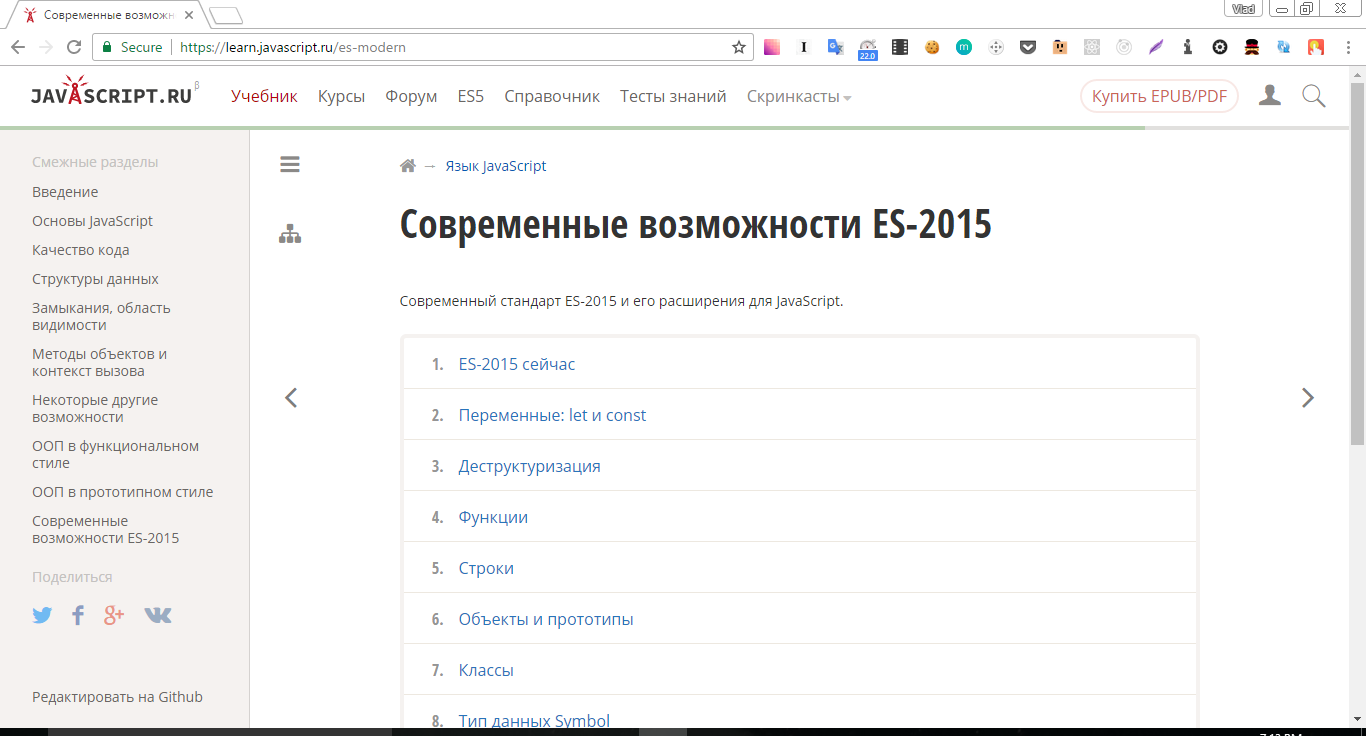 Современные возможн
Vlad
Secure
https://learn.javascript.ru/es-modern
22.0
JAVASCRIPT.RU β
Учебник
Курсы
Форум
ES5
Справочник
Тесты знаний
Скринкасты
Купить EPUB/PDF
Смежные разделы
Введение
Основы JavaScript
Качество кода
Структуры данных
Замыкания, область
видимости
Методы объектов и
контекст вызова
Некоторые другие
возможности
ООП в функциональном
стиле
ООП в прототипном стиле
Современные
возможности ES-2015
Поделиться
Редактировать на Github
→ Язык JavaScript
Современные возможности ES-2015
Современный стандарт ES-2015 и его расширения для JavaScript.
1. ES-2015 сейчас
2. Переменные: let и const
3. Деструктуризация
4. Функции
5. Строки
6. Объекты и прототипы
7. Классы
8. Тип данных Symbol